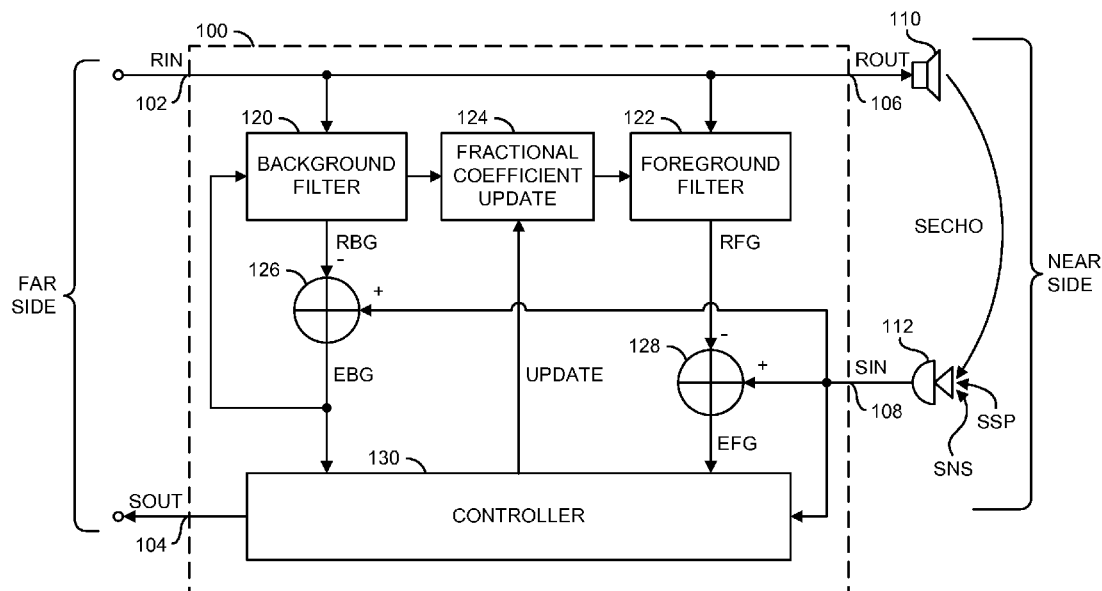 100
110
RIN
ROUT
102
106
120
124
122
BACKGROUND
FILTER
FRACTIONAL
COEFFICIENT
UPDATE
FOREGROUND
FILTER
SECHO
RBG
RFG
-
126
+
FAR
SIDE
NEAR
SIDE
-
128
+
112
SIN
EBG
UPDATE
108
SSP
EFG
SNS
130
SOUT
CONTROLLER
104